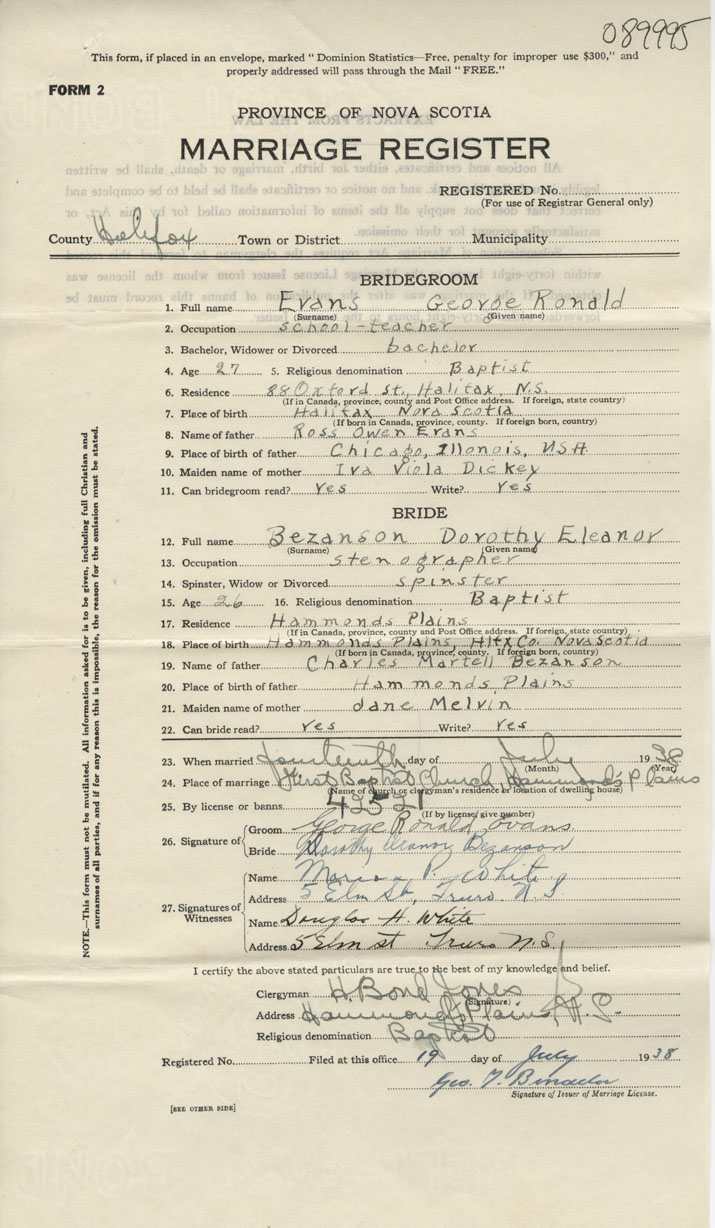 089995
This form, if placed in an envelope, marked "Dominion Statistics—Free, penalty for improper use $300," and
properly addressed will pass through the Mail "FREE."
FORM 2
PROVINCE OF NOVA SCOTIA
MARRIAGE REGISTER
REGISTERED No.
(For use of Registrar General only)
County Halifax Town or District Municipality
BRIDEGROOM
1. Full name Evans George Ronald
(Surname) (Given name)
2. Occupation school-teacher
3. Bachelor, Widower or Divorced bachelor
4. Age 27 5. Religious denomination Baptist
6. Residence 88 Oxford st., Halifax, N.S.
(If in Canada, province, county and Post Office address. If foreign, state country)
7. Place of birth Halifax Nova Scotia
(If born in Canada, province, county. If foreign born, country)
8. Name of father Ross Owen Evans
9. Place of birth of father Chicago, Illonois, USA
10. Maiden name of mother Iva Viola Dickey
11. Can bridegroom read? Yes Write? Yes
BRIDE
12. Full name Bezanson Dorothy Eleanor
(Surname) (Given name)
13. Occupation stenographer
14. Spinster, Widow or Divorced spinster
15. Age 26 16. Religious denomination Baptist
17. Residence Hammonds Plains
(If in Canada, province, county and Post Office address. If foreign, state country)
18. Place of birth Hammonds Plains, Hlfx Co. Nova Scotia
(If born in Canada, province, county. If foreign born, country)
19. Name of father Charles Martell Bezanson
20. Place of birth of father Hammonds Plains
21. Maiden name of mother Jane Melvin
22. Can bride read? Yes Write? Yes
23. When married day of July 1938
(Month) (Year)
24. Place of marriage First Baptist Church, Hammonds Plains
(Name of church or clergyman's residence or location of dwelling house)
25. By license or banns 42521
(If by license, give number)
26. Signature of
Groom George Ronald Evans
Bride Dorothy Eleanor Bezanson
27. Signatures of Witnesses
Name P. White
Address 5 Elm St, Truro N.S.
Name Douglas H. White
Address 5 Elm st Truro N.S.
I certify the above stated particulars are true to the best of my knowledge and belief.
Clergyman H. Bond Jones
(Signature)
Address Hammonds Plains, N.S.
Religious denomination Baptist
Registered No. Filed at this office 19 day of July 1938
Geo. T.
Signature of Issuer of Marriage License.
[SEE OTHER SIDE]
NOTE.—This form must not be mutilated. All information asked for is to be given, including full Christian and
surnames of all parties, and if for any reason this is impossible, the reason for the omission must be stated.